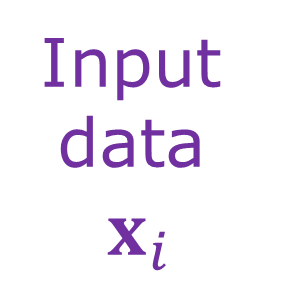 Input
data
𝐱ᵢ